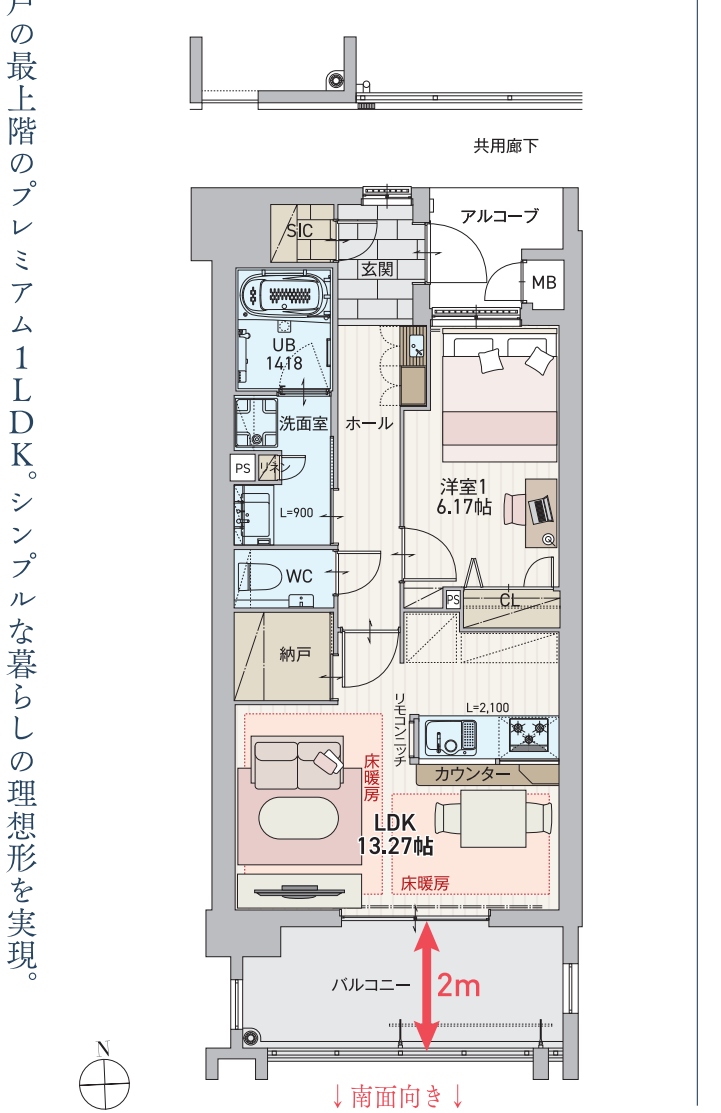 戸の最上階のプレミアム1LDK。シンプルな暮らしの理想形を実現。
共用廊下
アルコーブ
SIC
玄関
MB
UB
1418
洗面室
ホール
PS
リネン
洋室1
6.17帖
L=900
WC
PS
CL
納戸
リモコンニッチ
L=2,100
床暖房
カウンター
LDK
13.27帖
床暖房
バルコニー
2m
N
↓南面向き↓